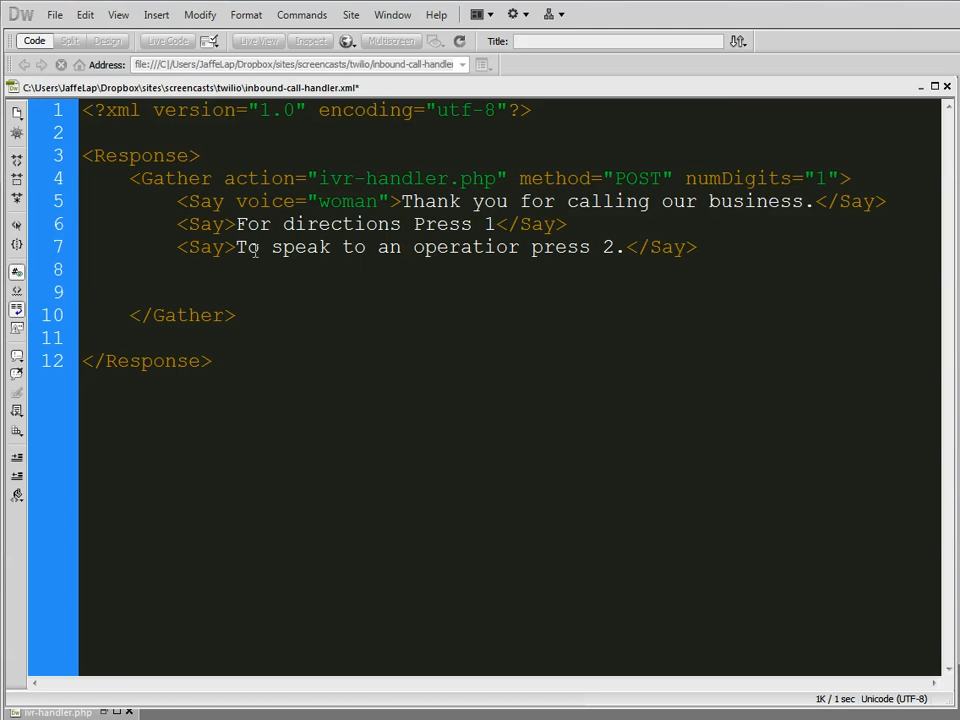 Dw File Edit View Insert Modify Format Commands Site Window Help
Code Split Design Live Code Live View Inspect Multiscreen Title:
Address: file:///C|/Users/JaffeLap/Dropbox/sites/screencasts/twilio/inbound-call-handler
C:\Users\JaffeLap\Dropbox\sites\screencasts\twilio\inbound-call-handler.xml*
1 <?xml version="1.0" encoding="utf-8"?>
2
3 <Response>
4 <Gather action="ivr-handler.php" method="POST" numDigits="1">
5 <Say voice="woman">Thank you for calling our business.</Say>
6 <Say>For directions Press 1</Say>
7 <Say>To speak to an operatior press 2.</Say>
8
9
10 </Gather>
11
12 </Response>
1K / 1 sec Unicode (UTF-8)
Dw ivr-handler.php